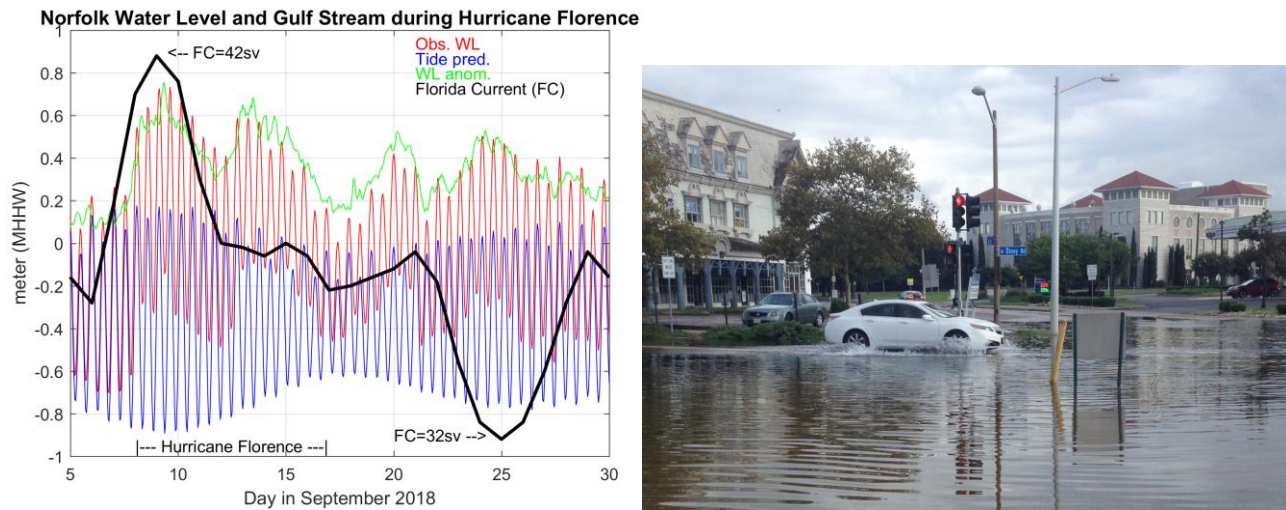 Norfolk Water Level and Gulf Stream during Hurricane Florence
1
0.8
0.6
0.4
0.2
0
-0.2
-0.4
-0.6
-0.8
-1
meter (MHHW)
<-- FC=42sv
Obs. WL
Tide pred.
WL anom.
Florida Current (FC)
FC=32sv -->
|--- Hurricane Florence ---|
5
10
15
20
25
30
Day in September 2018